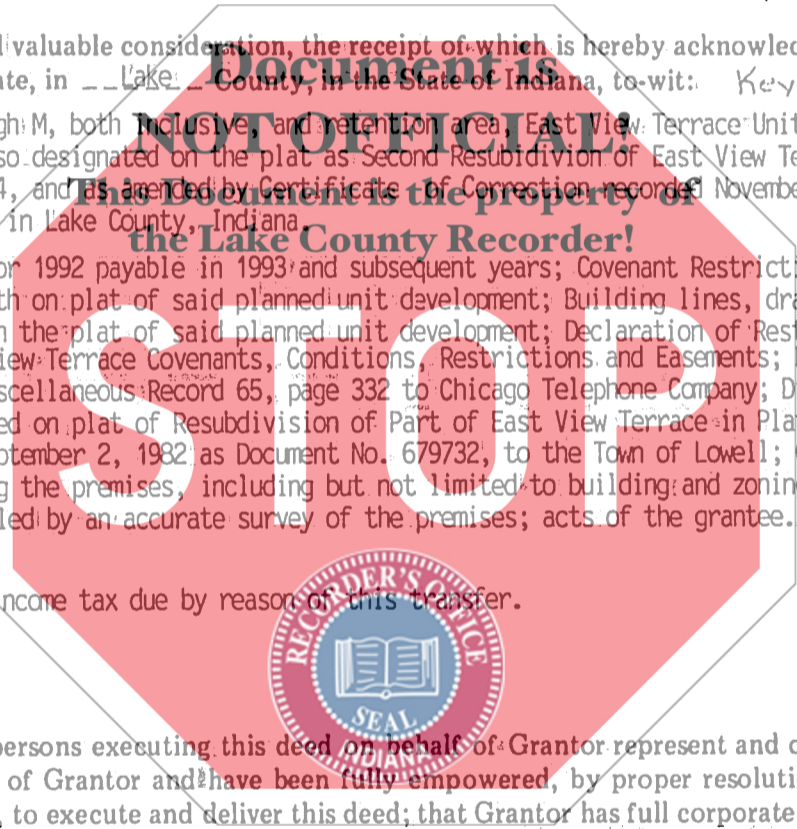 valuable consideration, the receipt of which is hereby acknowled
te, in Lake County, in the State of Indiana, to-wit: Key
Document is
gh M, both inclusive, and retention area, East View Terrace Unit
NOT OFFICIAL!
so designated on the plat as Second Resubidivion of East View Te
4, and as amended by Certificate of Correction recorded Novembe
This Document is the property of
in Lake County, Indiana.
the Lake County Recorder!
or 1992 payable in 1993 and subsequent years; Covenant Restricti
th on plat of said planned unit development; Building lines, dra
n the plat of said planned unit development; Declaration of Rest
iew Terrace Covenants, Conditions, Restrictions and Easements;
scellaneous Record 65, page 332 to Chicago Telephone Company; D
ed on plat of Resubdivision of Part of East View Terrace in Pla
STOP
ptember 2, 1982 as Document No. 679732, to the Town of Lowell;
g the premises, including but not limited to building and zonin
led by an accurate survey of the premises; acts of the grantee.
ncome tax due by reason of this transfer.
RECORDER'S OFFICE
SEAL
INDIANA
persons executing this deed on behalf of Grantor represent and c
of Grantor and have been fully empowered, by proper resoluti
, to execute and deliver this deed; that Grantor has full corporate